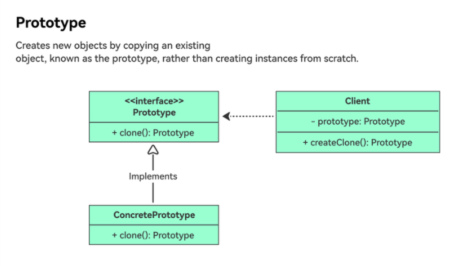 Prototype
Creates new objects by copying an existing
object, known as the prototype, rather than creating instances from scratch.
<<interface>>
Prototype
+ clone(): Prototype
Client
- prototype: Prototype
+ createClone(): Prototype
Implements
ConcretePrototype
+ clone(): Prototype